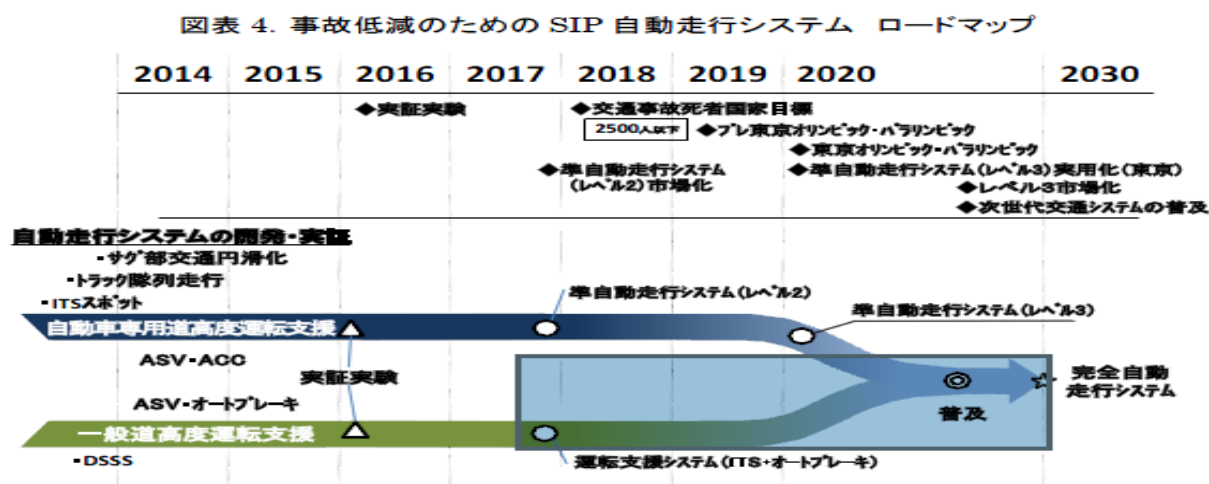 図表 4. 事故低減のための SIP 自動走行システム ロードマップ
2014 2015 2016 2017 2018 2019 2020 2030
◆実証実験 ◆交通事故死者国家目標
2500人以下 ◆プレ東京オリンピック・パラリンピック
◆東京オリンピック・パラリンピック
◆準自動走行システム ◆準自動走行システム(レベル3)実用化(東京)
(レベル2)市場化 ◆レベル3市場化
◆次世代交通システムの普及
自動走行システムの開発・実証
・サグ部交通円滑化
・トラック隊列走行
・ITSスポット
準自動走行システム(レベル2)
準自動走行システム(レベル3)
自動車専用道高度運転支援
ASV・ACC
実証実験
完全自動
走行システム
ASV・オートブレーキ
普及
一般道高度運転支援
・DSSS
運転支援システム(ITS+オートブレーキ)